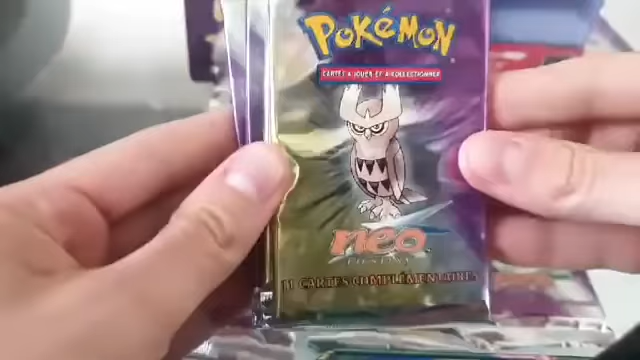 POKéMON
CARTES À JOUER ET À COLLECTIONNER
neo
11 CARTES COMPLÉMENTAIRES